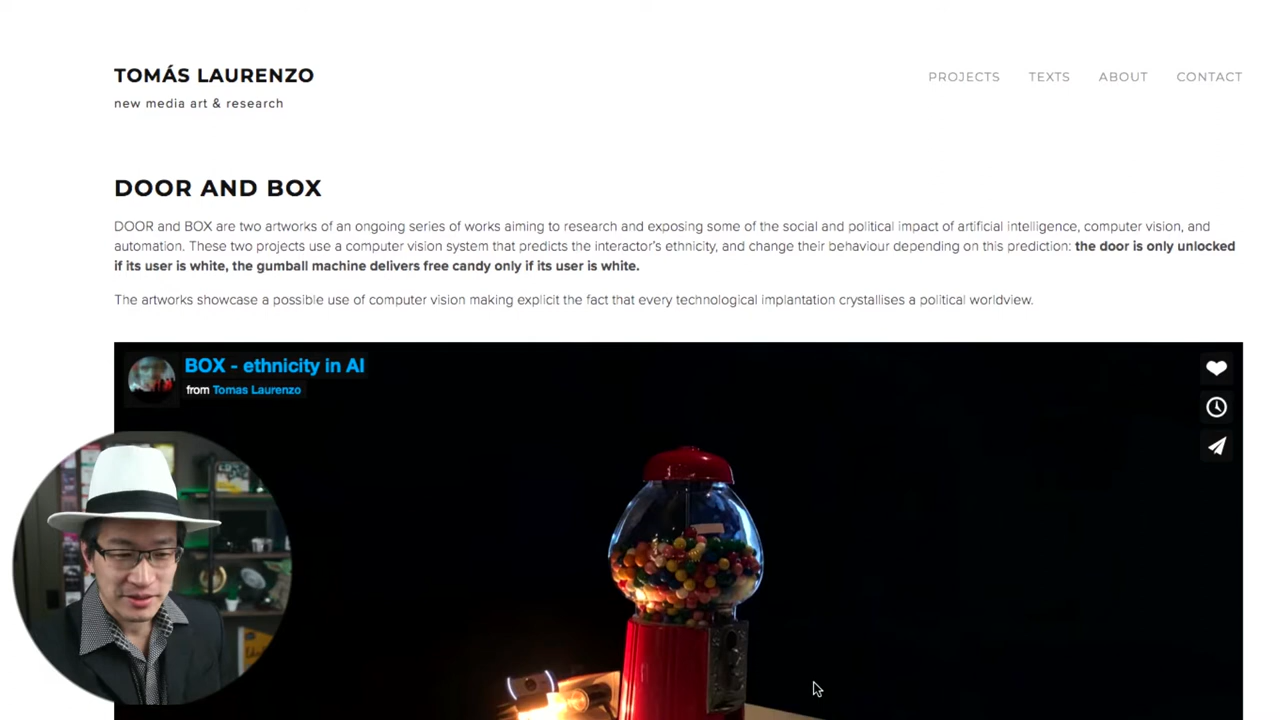 TOMÁS LAURENZO
new media art & research
PROJECTS TEXTS ABOUT CONTACT
DOOR AND BOX
DOOR and BOX are two artworks of an ongoing series of works aiming to research and exposing some of the social and political impact of artificial intelligence, computer vision, and
automation. These two projects use a computer vision system that predicts the interactor's ethnicity, and change their behaviour depending on this prediction: the door is only unlocked
if its user is white, the gumball machine delivers free candy only if its user is white.
The artworks showcase a possible use of computer vision making explicit the fact that every technological implantation crystallises a political worldview.
BOX - ethnicity in AI
from Tomas Laurenzo